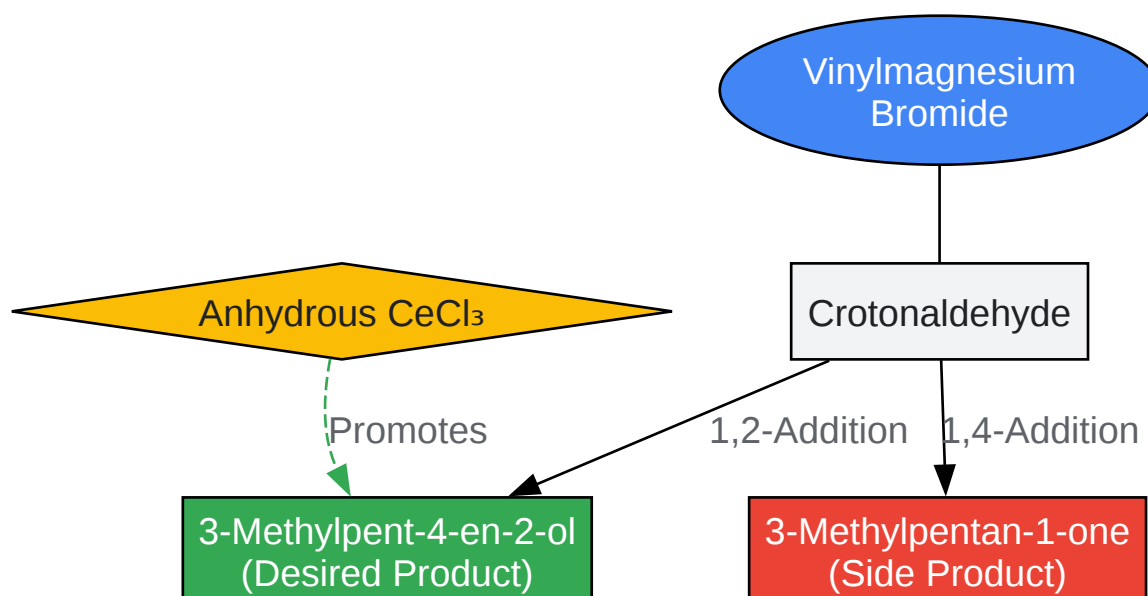 Vinylmagnesium
Bromide
Anhydrous CeCl₃
Crotonaldehyde
Promotes
1,2-Addition
1,4-Addition
3-Methylpent-4-en-2-ol
(Desired Product)
3-Methylpentan-1-one
(Side Product)